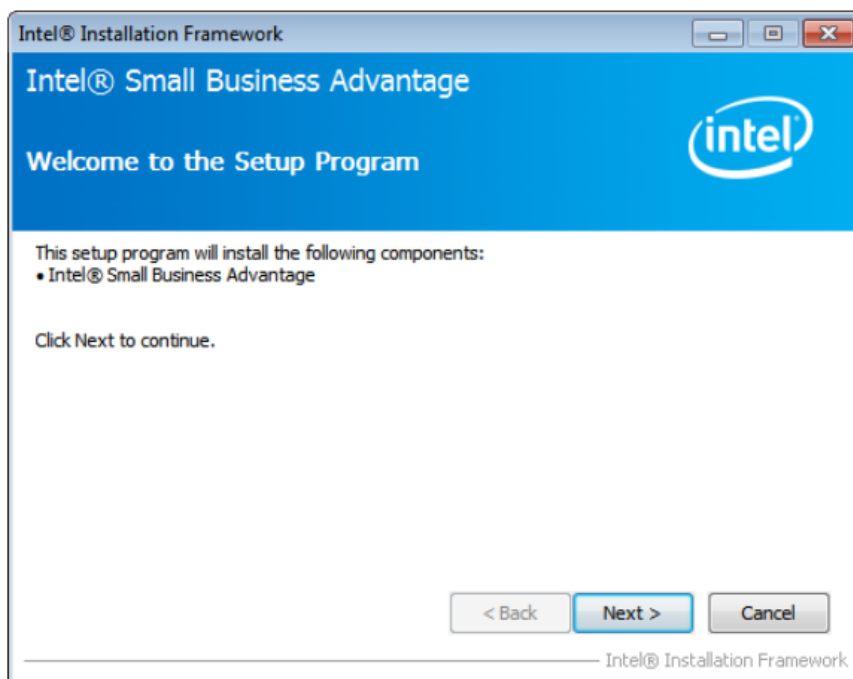 Intel® Installation Framework
Intel® Small Business Advantage
intel
Welcome to the Setup Program
This setup program will install the following components:
• Intel® Small Business Advantage
Click Next to continue.
< Back Next > Cancel
Intel® Installation Framework